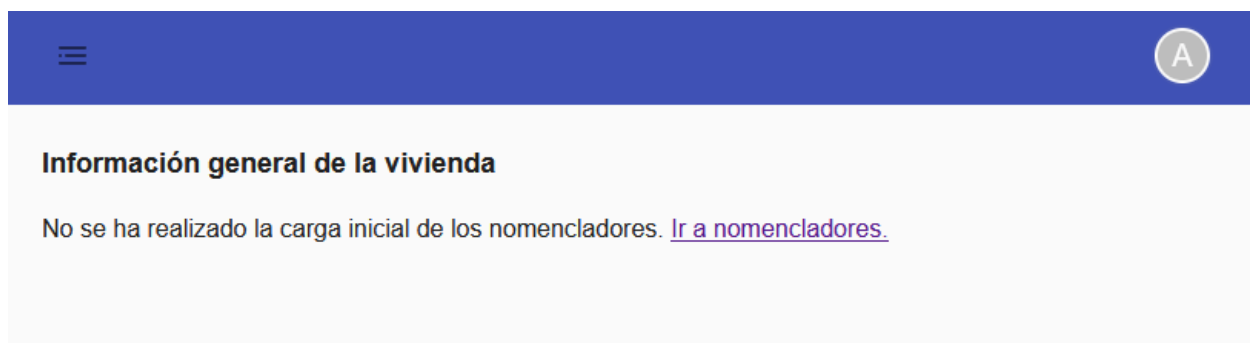 A
Información general de la vivienda
No se ha realizado la carga inicial de los nomencladores. Ir a nomencladores.